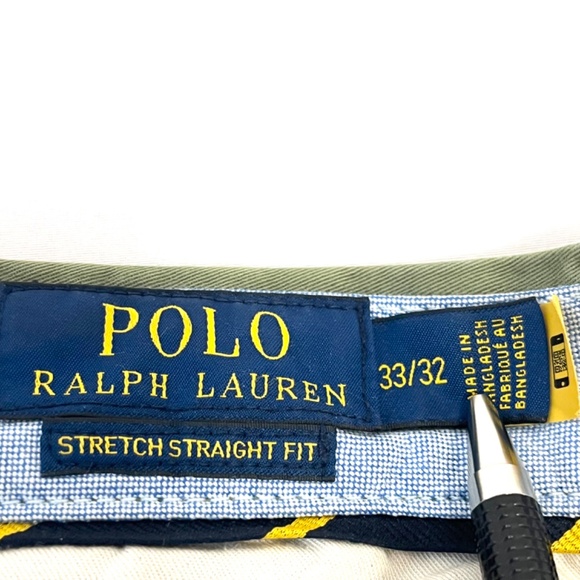 POLO
RALPH LAUREN
STRETCH STRAIGHT FIT
33/32
MADE IN
BANGLADESH
FABRIQUÉ AU
BANGLADESH